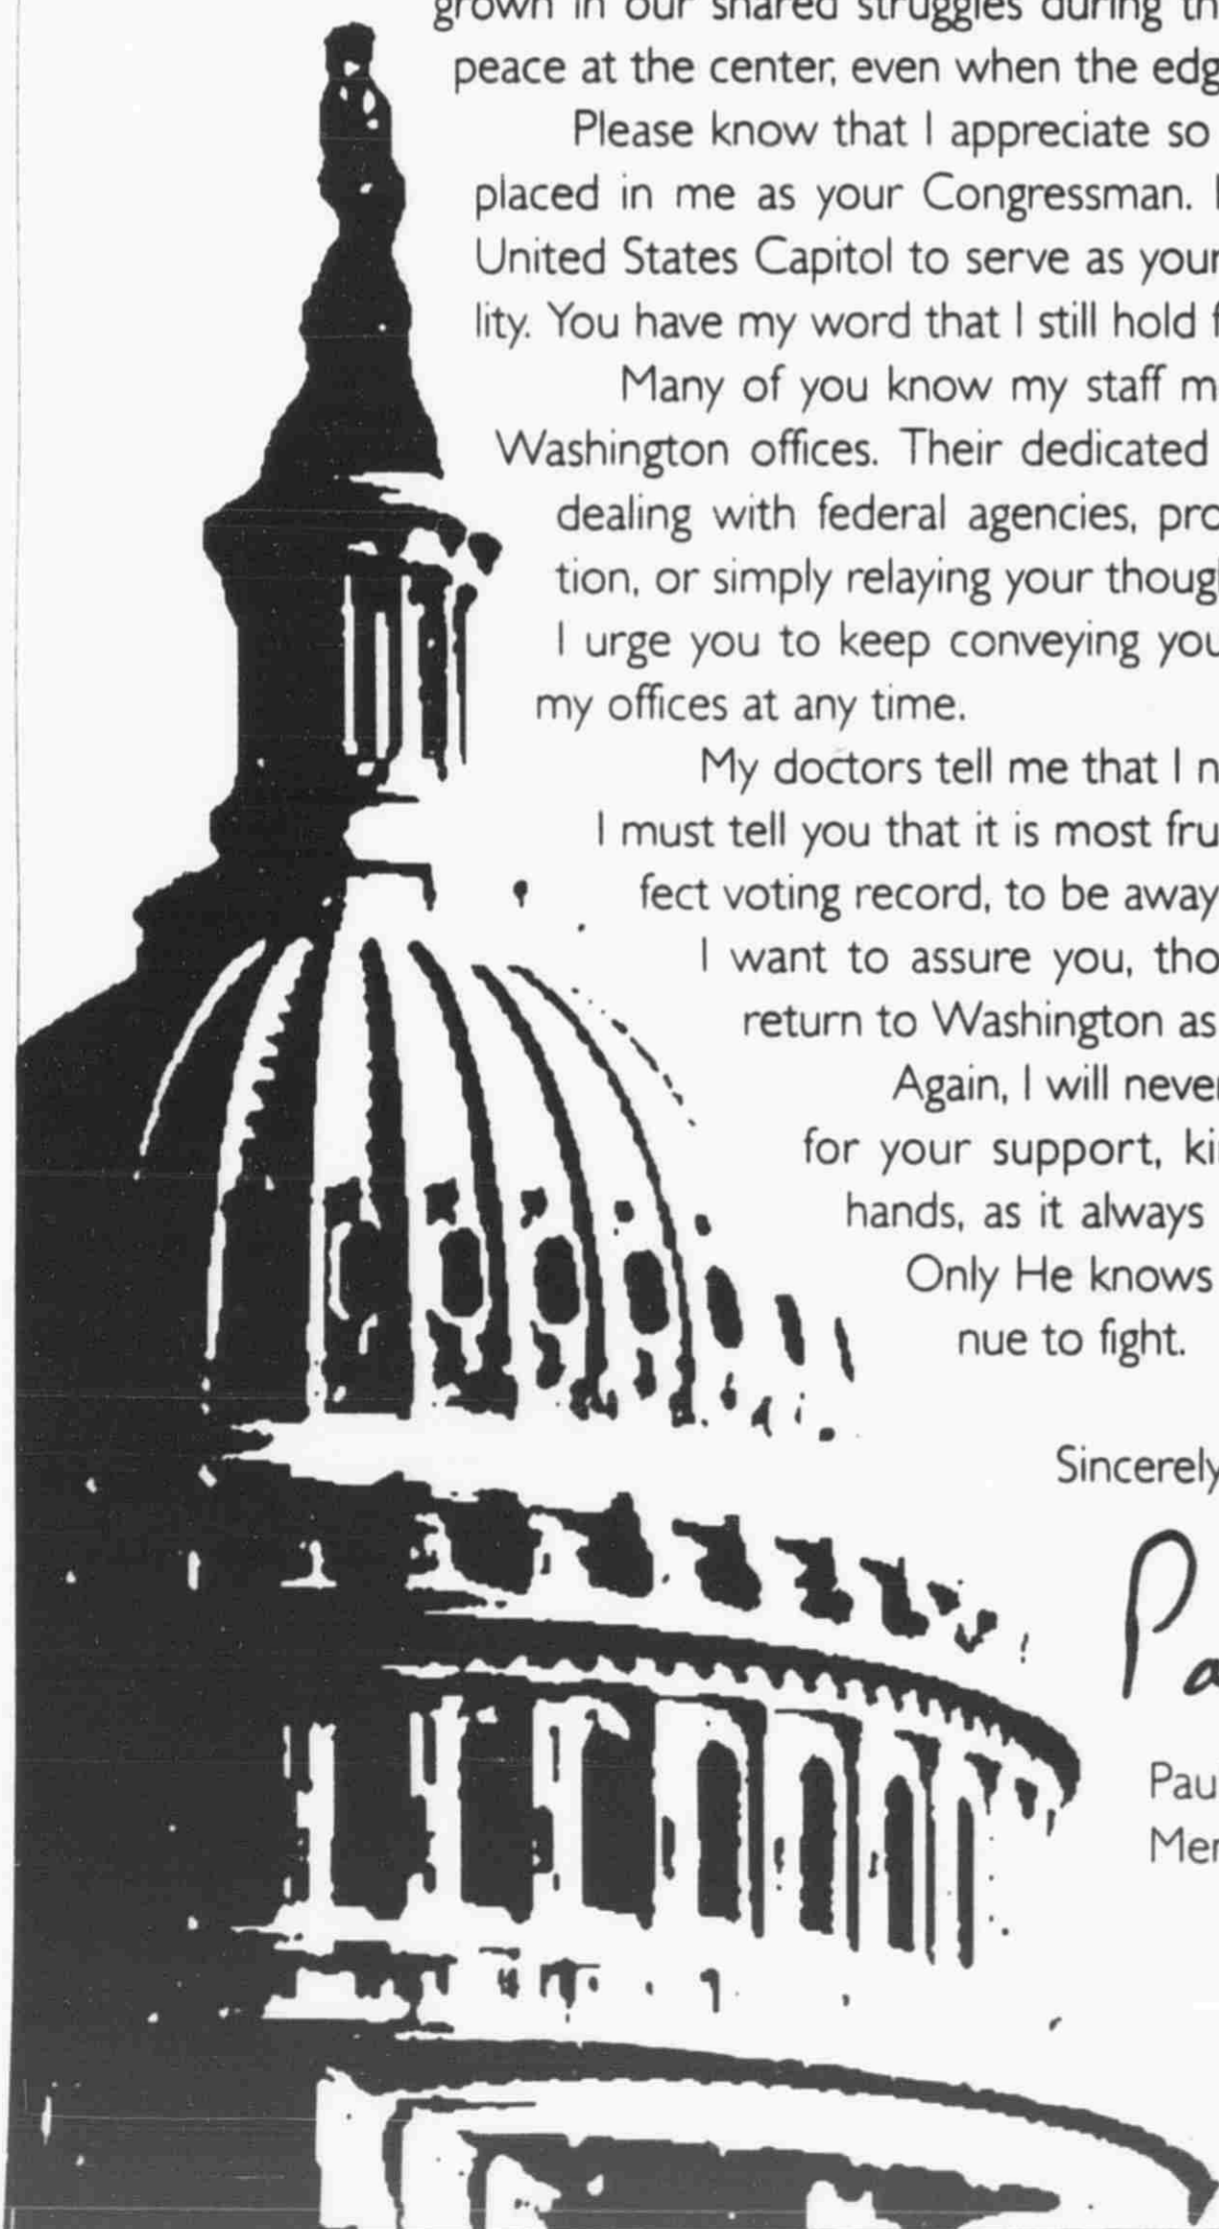 grown in our shared struggles during th
peace at the center, even when the edg
Please know that I appreciate so
placed in me as your Congressman. I
United States Capitol to serve as your
lity. You have my word that I still hold f
Many of you know my staff m
Washington offices. Their dedicated
dealing with federal agencies, pro
tion, or simply relaying your thoug
I urge you to keep conveying you
my offices at any time.
My doctors tell me that I n
I must tell you that it is most fru
fect voting record, to be away
I want to assure you, tho
return to Washington as
Again, I will never
for your support, ki
hands, as it always
Only He knows
nue to fight.
Sincerely
Pa
Pau
Mer